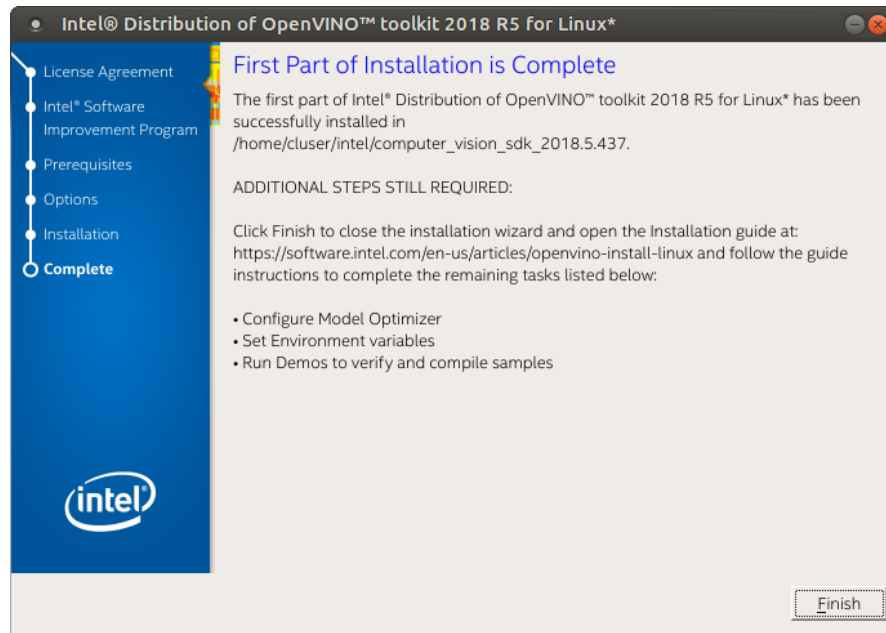 Intel® Distribution of OpenVINO™ toolkit 2018 R5 for Linux*
License Agreement
Intel® Software
Improvement Program
Prerequisites
Options
Installation
Complete
First Part of Installation is Complete
The first part of Intel® Distribution of OpenVINO™ toolkit 2018 R5 for Linux* has been
successfully installed in
/home/cluser/intel/computer_vision_sdk_2018.5.437.
ADDITIONAL STEPS STILL REQUIRED:
Click Finish to close the installation wizard and open the Installation guide at:
https://software.intel.com/en-us/articles/openvino-install-linux and follow the guide
instructions to complete the remaining tasks listed below:
• Configure Model Optimizer
• Set Environment variables
• Run Demos to verify and compile samples
intel®
Finish